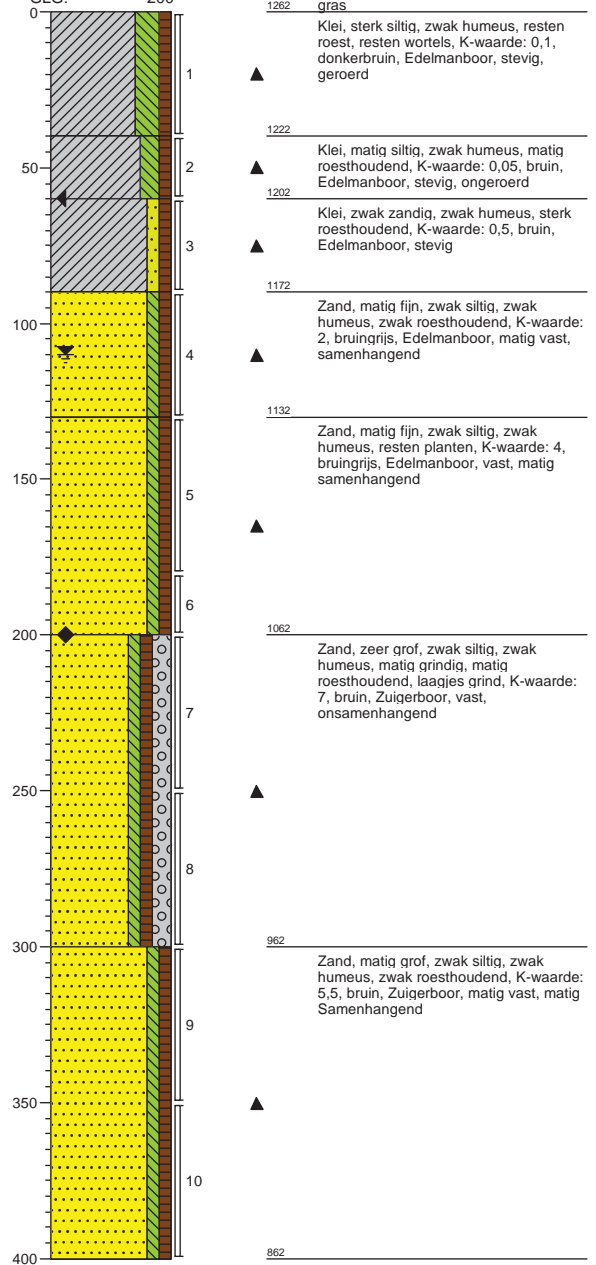 200
1262 gras
0
Klei, sterk siltig, zwak humeus, resten
roest, resten wortels, K-waarde: 0,1,
donkerbruin, Edelmanboor, stevig,
geroerd
1
1222
Klei, matig siltig, zwak humeus, matig
roesthoudend, K-waarde: 0,05, bruin,
Edelmanboor, stevig, ongeroerd
2
50
1202
Klei, zwak zandig, zwak humeus, sterk
roesthoudend, K-waarde: 0,5, bruin,
Edelmanboor, stevig
3
1172
Zand, matig fijn, zwak siltig, zwak
humeus, zwak roesthoudend, K-waarde:
2, bruingrijs, Edelmanboor, matig vast,
samenhangend
100
4
1132
Zand, matig fijn, zwak siltig, zwak
humeus, resten planten, K-waarde: 4,
bruingrijs, Edelmanboor, vast, matig
samenhangend
150
5
6
200
1062
Zand, zeer grof, zwak siltig, zwak
humeus, matig grindig, matig
roesthoudend, laagjes grind, K-waarde:
7, bruin, Zuigerboor, vast,
onsamenhangend
7
250
8
300
962
Zand, matig grof, zwak siltig, zwak
humeus, zwak roesthoudend, K-waarde:
5,5, bruin, Zuigerboor, matig vast, matig
Samenhangend
9
350
10
400
862